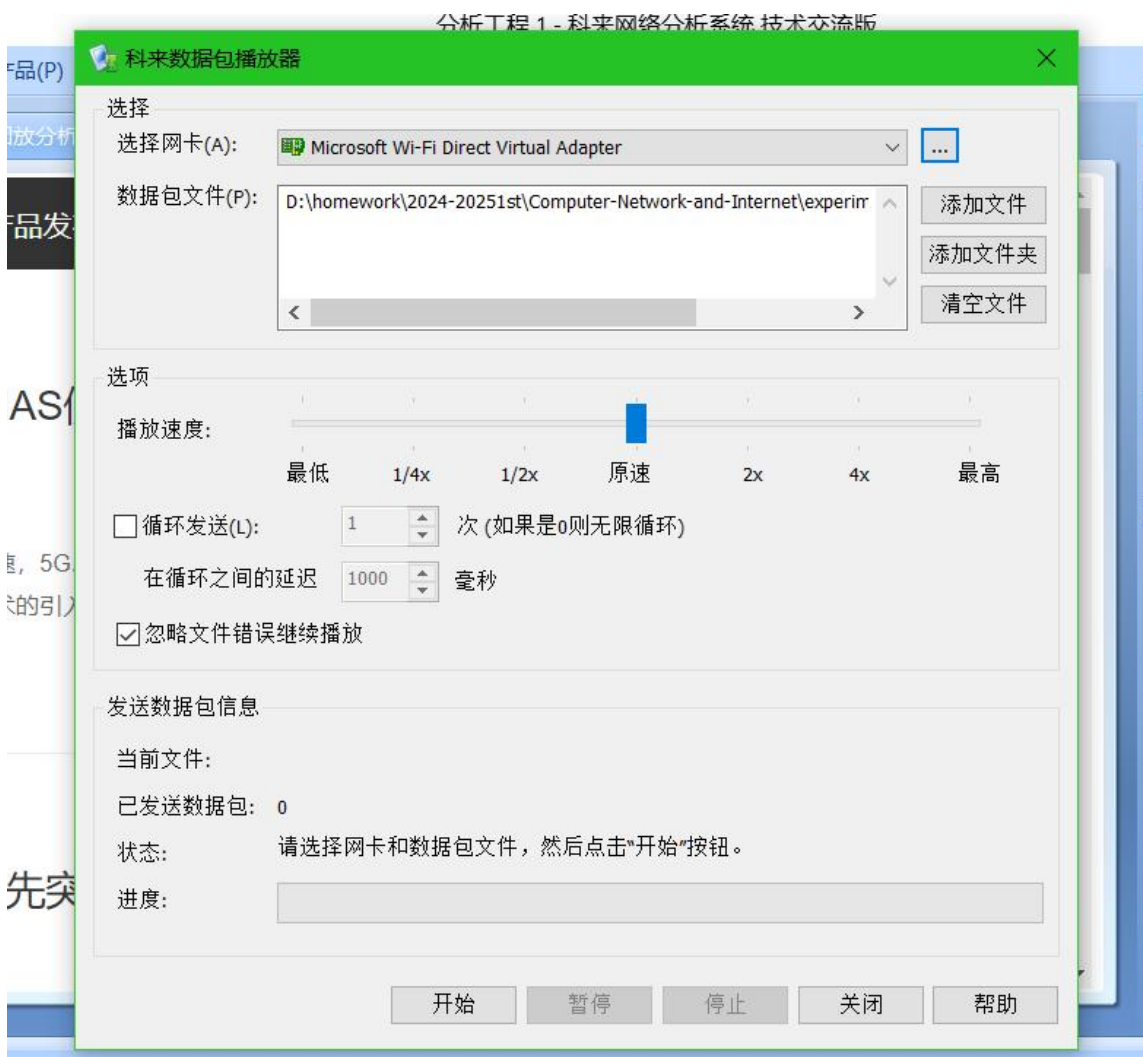 分析工程 1 - 科来网络分析系统 技术交流版
科来数据包播放器
品(P)
选择
放分析
选择网卡(A):
Microsoft Wi-Fi Direct Virtual Adapter
...
数据包文件(P):
D:\homework\2024-20251st\Computer-Network-and-Internet\experim
添加文件
品发
添加文件夹
清空文件
选项
AS
播放速度:
最低 1/4x 1/2x 原速 2x 4x 最高
循环发送(L): 1 次 (如果是0则无限循环)
速, 5G
在循环之间的延迟 1000 毫秒
的引入
忽略文件错误继续播放
发送数据包信息
当前文件:
已发送数据包: 0
状态: 请选择网卡和数据包文件，然后点击"开始"按钮。
先突
进度:
开始 暂停 停止 关闭 帮助